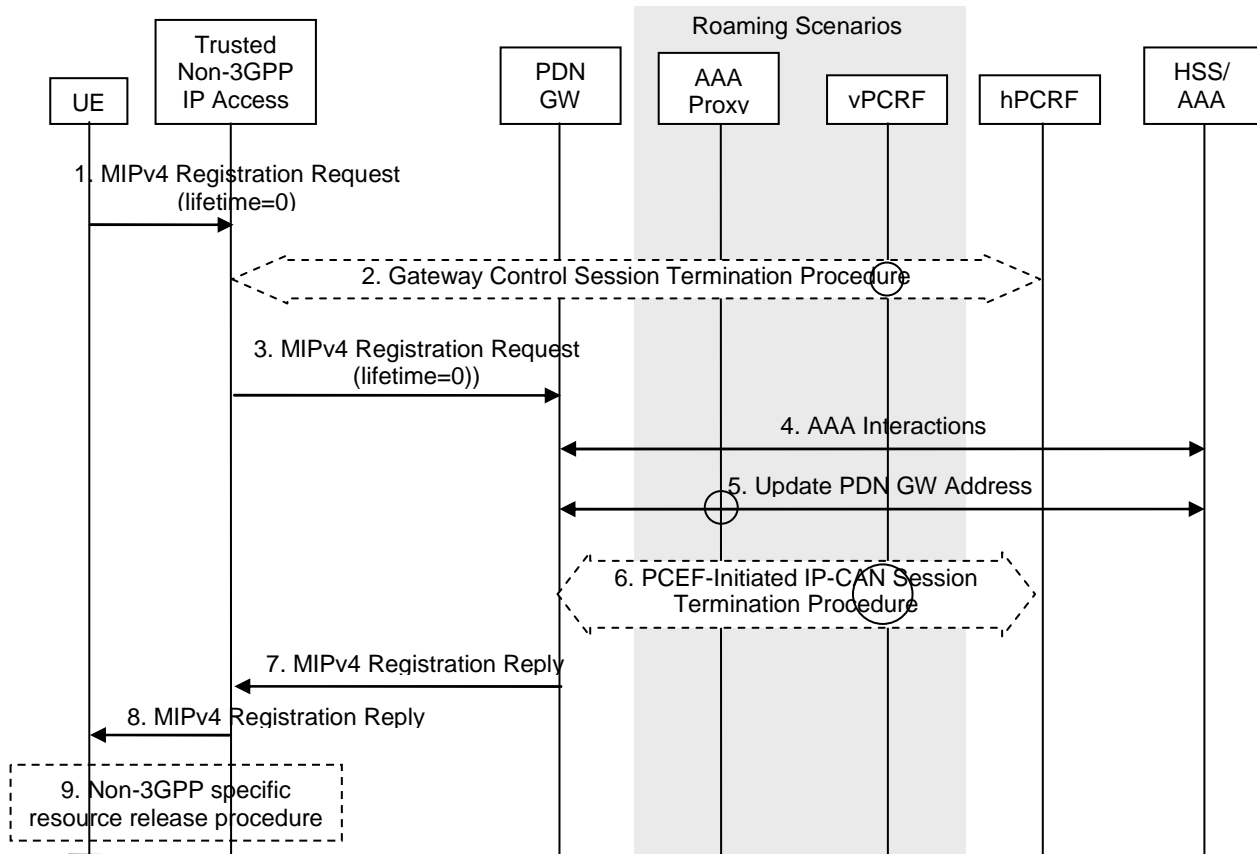 Roaming Scenarios
UE
Trusted
Non-3GPP
IP Access
PDN
GW
AAA
Proxy
vPCRF
hPCRF
HSS/
AAA
1. MIPv4 Registration Request
(lifetime=0)
2. Gateway Control Session Termination Procedure
3. MIPv4 Registration Request
(lifetime=0))
4. AAA Interactions
5. Update PDN GW Address
6. PCEF-Initiated IP-CAN Session
Termination Procedure
7. MIPv4 Registration Reply
8. MIPv4 Registration Reply
9. Non-3GPP specific
resource release procedure